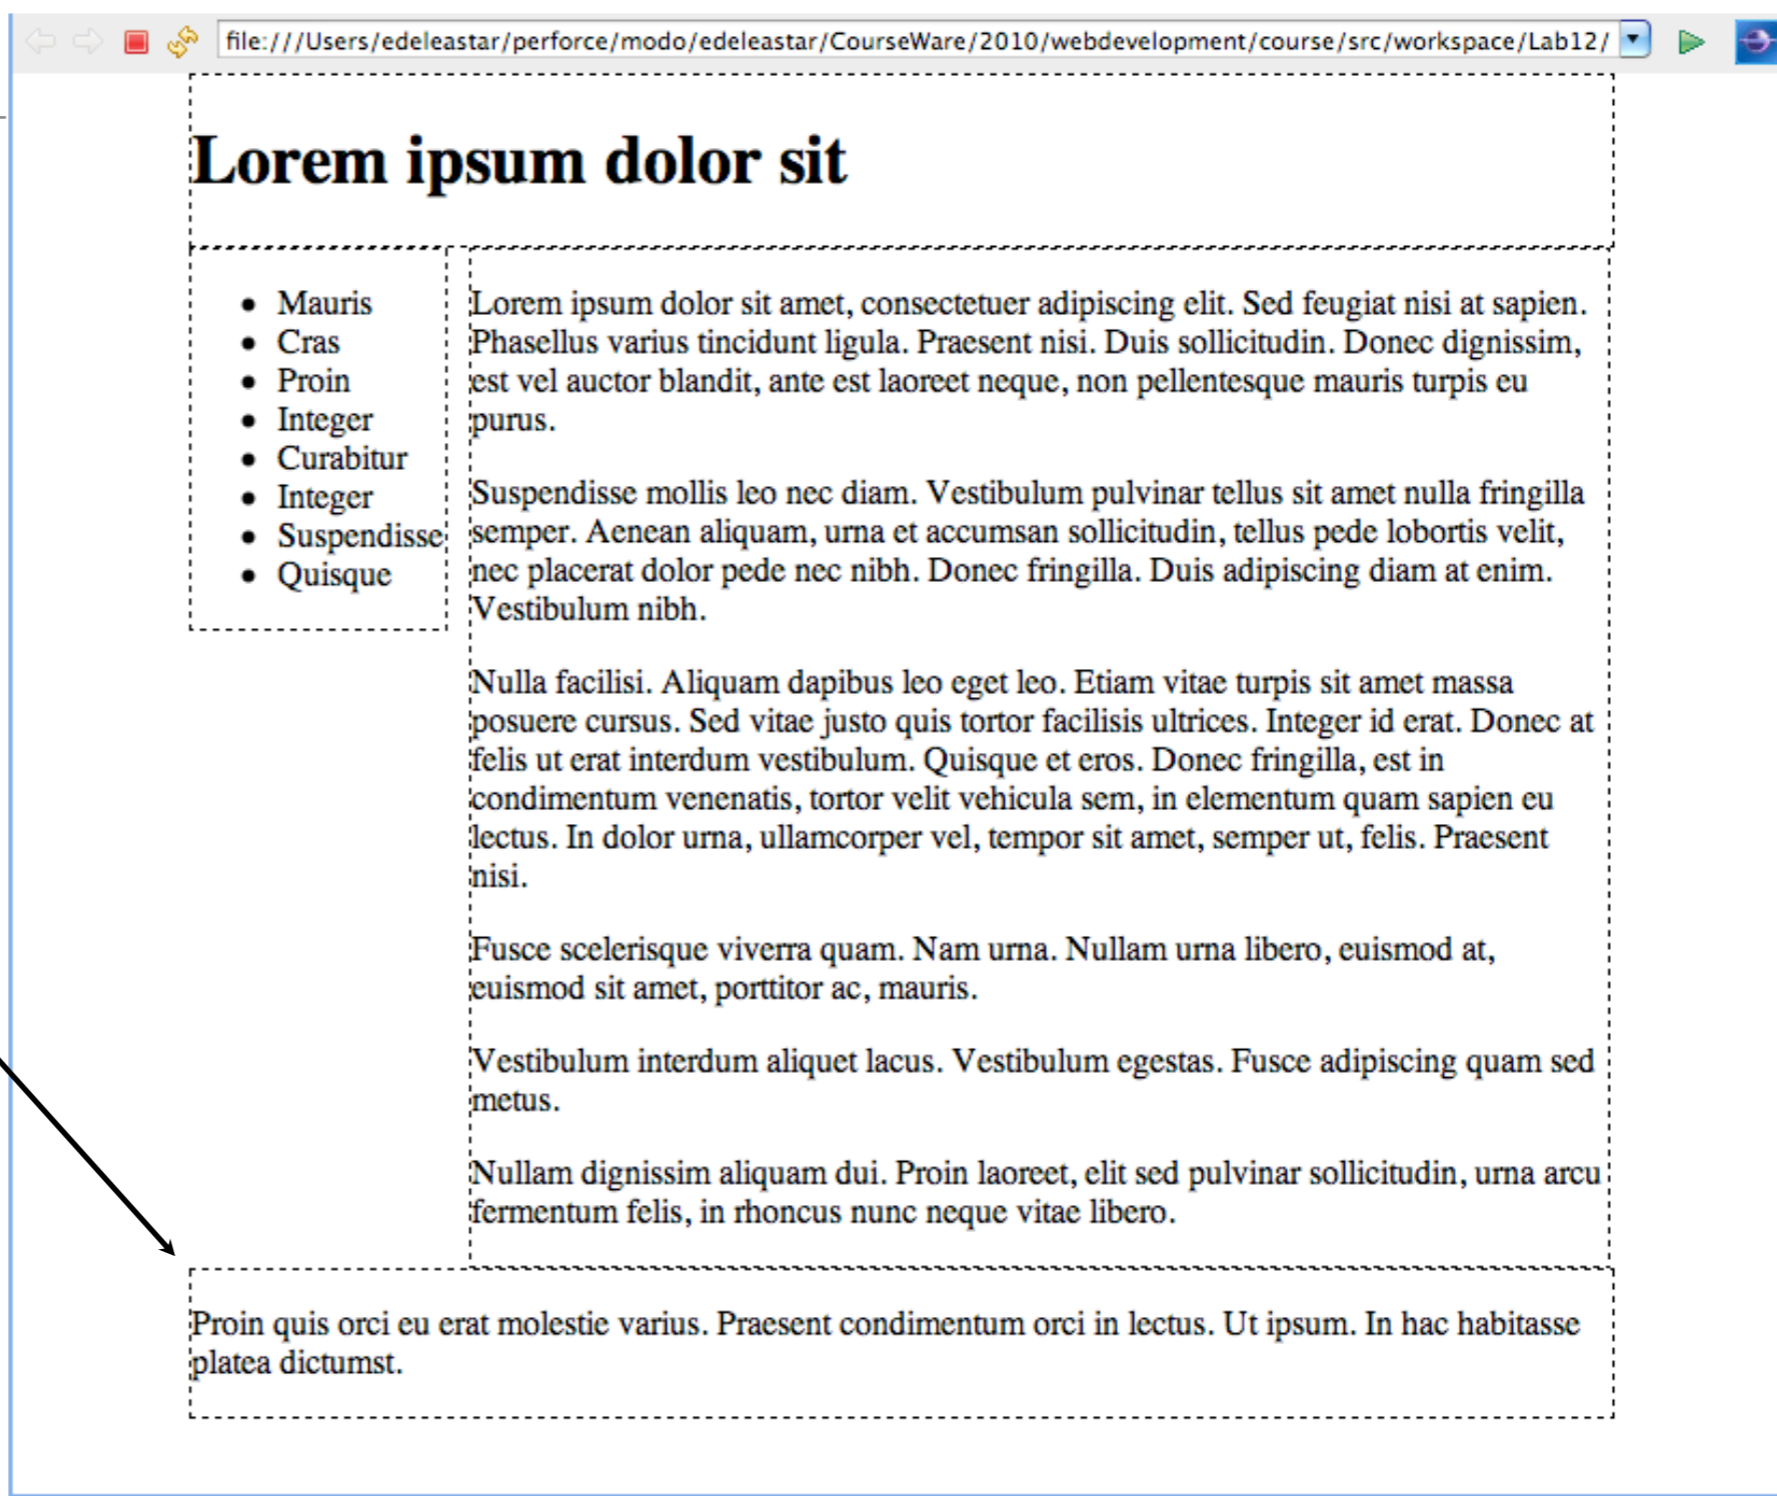 file:///Users/edeleastar/perforce/modo/edeleastar/CourseWare/2010/webdevelopment/course/src/workspace/Lab12/
Lorem ipsum dolor sit
Mauris
Cras
Proin
Integer
Curabitur
Integer
Suspendisse
Quisque
Lorem ipsum dolor sit amet, consectetuer adipiscing elit. Sed feugiat nisi at sapien.
Phasellus varius tincidunt ligula. Praesent nisi. Duis sollicitudin. Donec dignissim,
est vel auctor blandit, ante est laoreet neque, non pellentesque mauris turpis eu
purus.
Suspendisse mollis leo nec diam. Vestibulum pulvinar tellus sit amet nulla fringilla
semper. Aenean aliquam, urna et accumsan sollicitudin, tellus pede lobortis velit,
nec placerat dolor pede nec nibh. Donec fringilla. Duis adipiscing diam at enim.
Vestibulum nibh.
Nulla facilisi. Aliquam dapibus leo eget leo. Etiam vitae turpis sit amet massa
posuere cursus. Sed vitae justo quis tortor facilisis ultrices. Integer id erat. Donec at
felis ut erat interdum vestibulum. Quisque et eros. Donec fringilla, est in
condimentum venenatis, tortor velit vehicula sem, in elementum quam sapien eu
lectus. In dolor urna, ullamcorper vel, tempor sit amet, semper ut, felis. Praesent
nisi.
Fusce scelerisque viverra quam. Nam urna. Nullam urna libero, euismod at,
euismod sit amet, porttitor ac, mauris.
Vestibulum interdum aliquet lacus. Vestibulum egestas. Fusce adipiscing quam sed
metus.
Nullam dignissim aliquam dui. Proin laoreet, elit sed pulvinar sollicitudin, urna arcu
fermentum felis, in rhoncus nunc neque vitae libero.
Proin quis orci eu erat molestie varius. Praesent condimentum orci in lectus. Ut ipsum. In hac habitasse
platea dictumst.